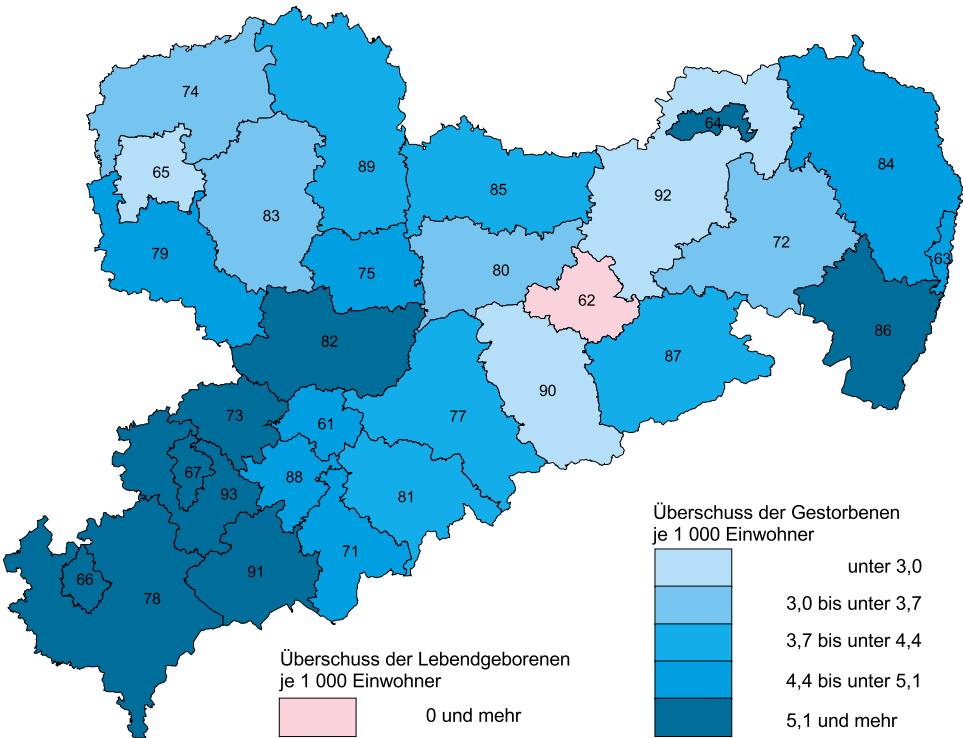 74
64
65
89
84
85
92
83
72
79
63
75
80
62
82
86
87
90
73
61
77
67
88
93
81
71
91
66
78
Überschuss der Gestorbenen
je 1 000 Einwohner
unter 3,0
3,0 bis unter 3,7
3,7 bis unter 4,4
4,4 bis unter 5,1
5,1 und mehr
Überschuss der Lebendgeborenen
je 1 000 Einwohner
0 und mehr